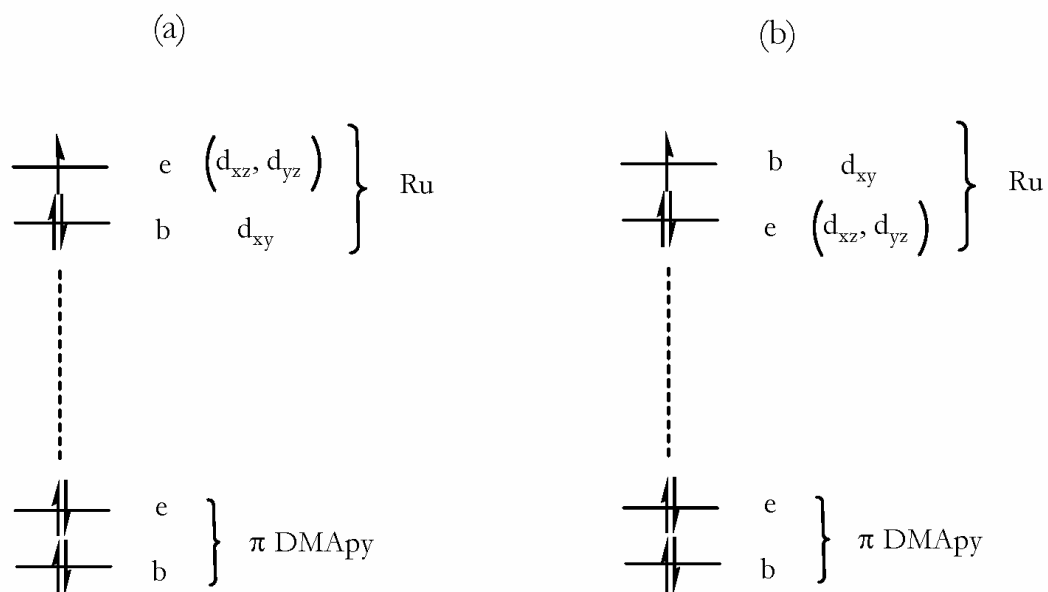 (a)
e (d_xz, d_yz)
b d_xy
Ru
e
b
π DMApy
(b)
b d_xy
e (d_xz, d_yz)
Ru
e
b
π DMApy